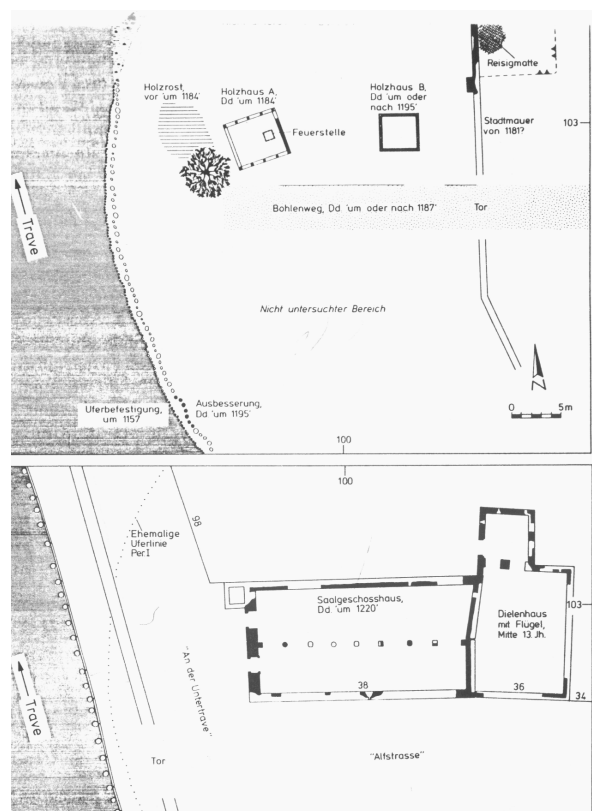 Holzrost,
vor 'um 1184'
Holzhaus A,
Dd 'um 1184'
Feuerstelle
Holzhaus B,
Dd 'um oder
nach 1195'
Reisigmatte
Stadtmauer
von 1181?
103
Bohlenweg, Dd 'um oder nach 1187'
Tor
Trave
Nicht untersuchter Bereich
Uferbefestigung,
um 1157
Ausbesserung,
Dd 'um 1195'
0
5m
100
100
98
Ehemalige
Uferlinie
Per I
Saalgeschosshaus,
Dd. 'um 1220'
Dielenhaus
mit Flügel,
Mitte 13. Jh.
103
38
36
34
"An der Untertrave"
Trave
Tor
"Alfstrasse"